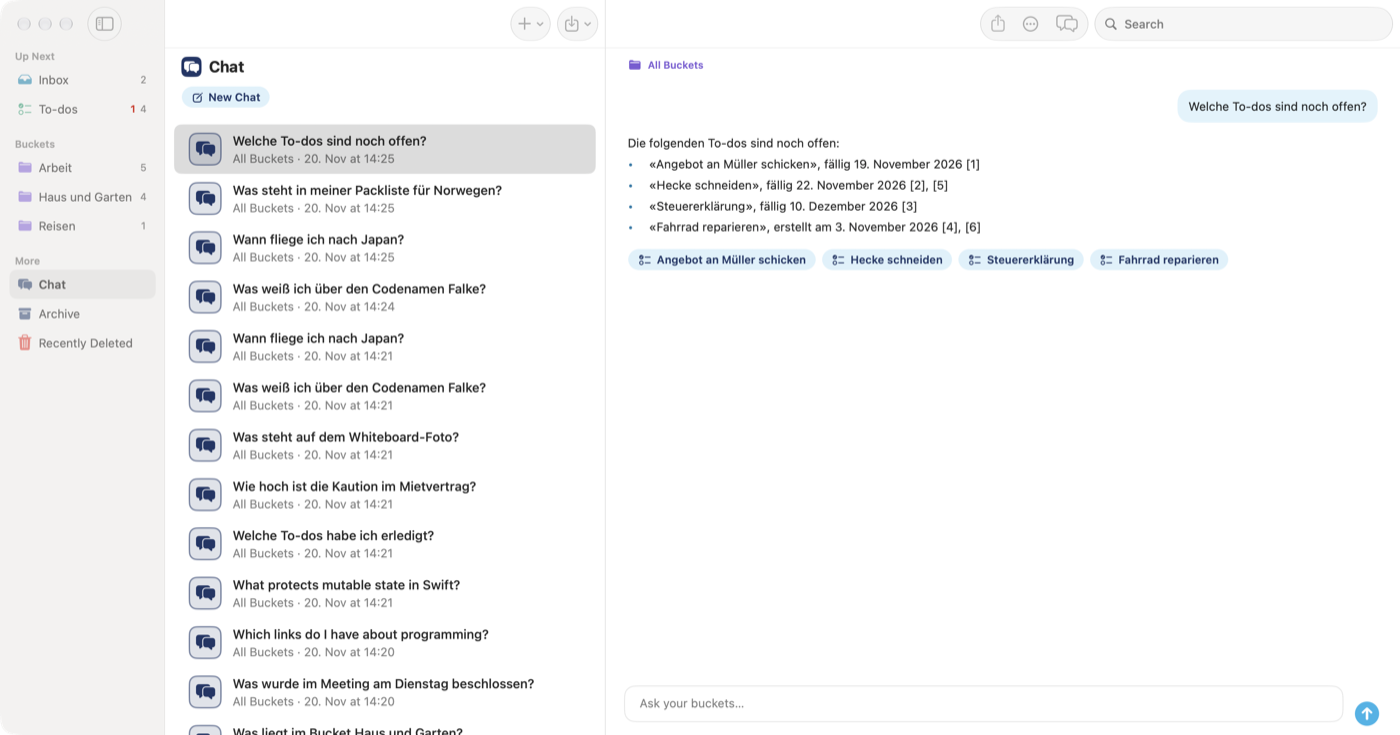 Up Next
Inbox 2
To-dos 1 4
Buckets
Arbeit 5
Haus und Garten 4
Reisen 1
More
Chat
Archive
Recently Deleted
Chat
New Chat
Welche To-dos sind noch offen?
All Buckets · 20. Nov at 14:25
Was steht in meiner Packliste für Norwegen?
All Buckets · 20. Nov at 14:25
Wann fliege ich nach Japan?
All Buckets · 20. Nov at 14:25
Was weiß ich über den Codenamen Falke?
All Buckets · 20. Nov at 14:24
Wann fliege ich nach Japan?
All Buckets · 20. Nov at 14:21
Was weiß ich über den Codenamen Falke?
All Buckets · 20. Nov at 14:21
Was steht auf dem Whiteboard-Foto?
All Buckets · 20. Nov at 14:21
Wie hoch ist die Kaution im Mietvertrag?
All Buckets · 20. Nov at 14:21
Welche To-dos habe ich erledigt?
All Buckets · 20. Nov at 14:21
What protects mutable state in Swift?
All Buckets · 20. Nov at 14:21
Which links do I have about programming?
All Buckets · 20. Nov at 14:20
Was wurde im Meeting am Dienstag beschlossen?
All Buckets · 20. Nov at 14:20
Was liegt im Bucket Haus und Garten?
Search
All Buckets
Welche To-dos sind noch offen?
Die folgenden To-dos sind noch offen:
• «Angebot an Müller schicken», fällig 19. November 2026 [1]
• «Hecke schneiden», fällig 22. November 2026 [2], [5]
• «Steuererklärung», fällig 10. Dezember 2026 [3]
• «Fahrrad reparieren», erstellt am 3. November 2026 [4], [6]
Angebot an Müller schicken Hecke schneiden Steuererklärung Fahrrad reparieren
Ask your buckets...